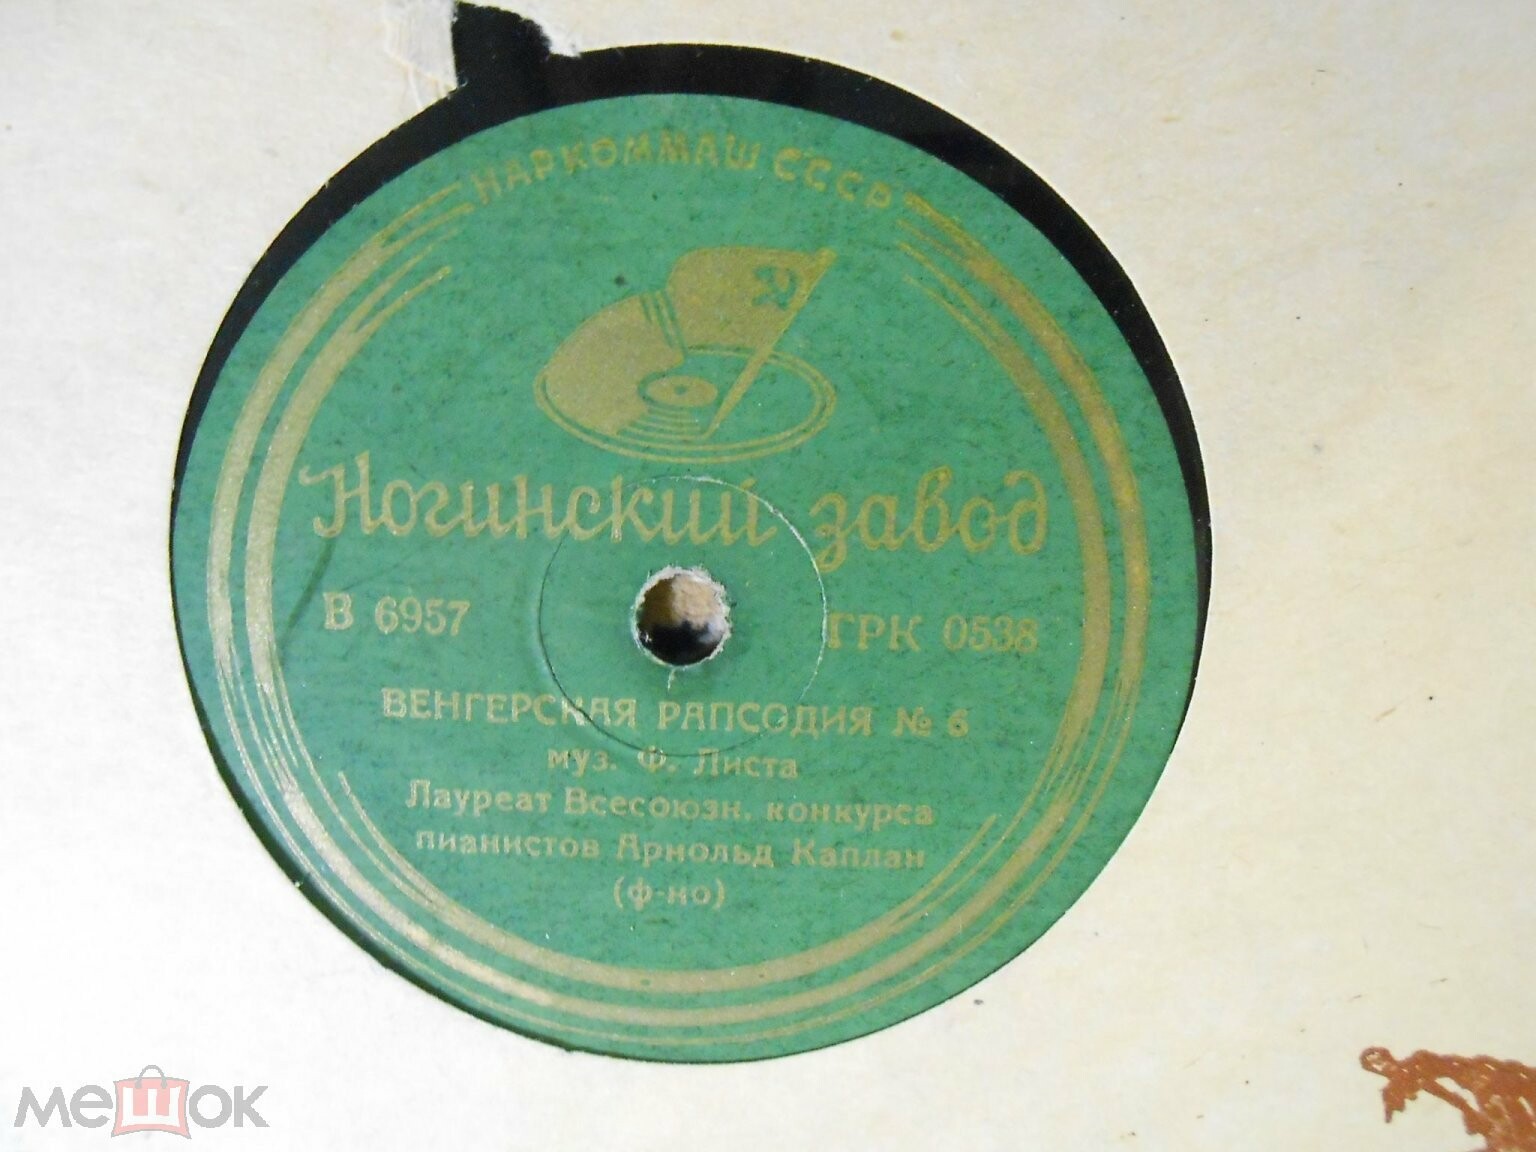 НАРКОММАШ СССР
Ногинский завод
В 6957
ГРК 0538
ВЕНГЕРСКАЯ РАПСОДИЯ № 6
муз. Ф. Листа
Лауреат Всесоюзн. конкурса
пианистов Арнольд Каплан
(ф-но)
мешок